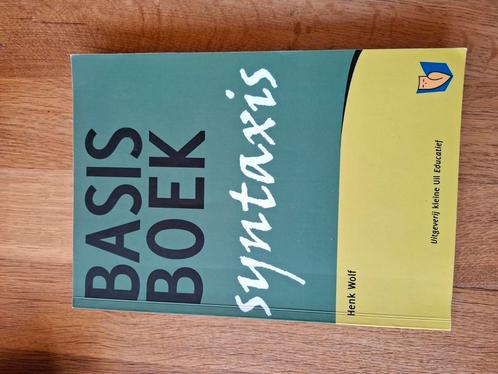 BASIS
BOEK
syntaxis
Henk Wolf
Uitgeverij kleine Uil Educatief